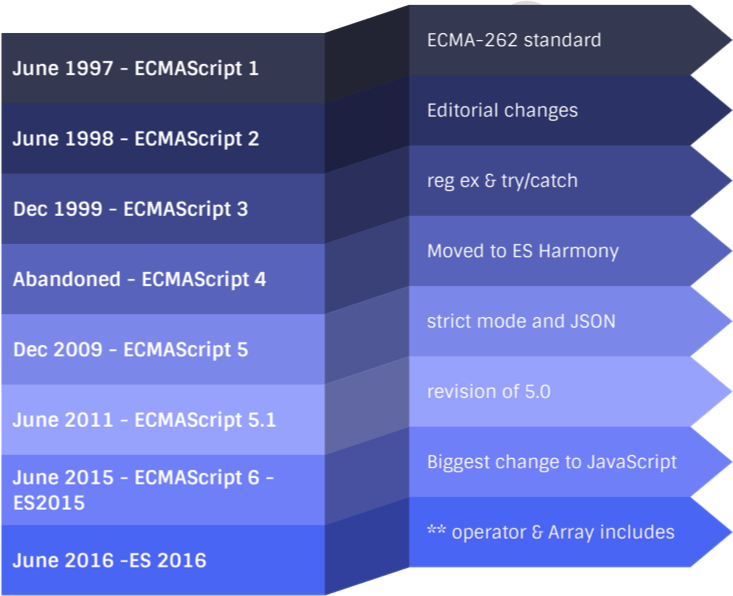 June 1997 - ECMAScript 1
ECMA-262 standard
June 1998 - ECMAScript 2
Editorial changes
Dec 1999 - ECMAScript 3
reg ex & try/catch
Abandoned - ECMAScript 4
Moved to ES Harmony
Dec 2009 - ECMAScript 5
strict mode and JSON
June 2011 - ECMAScript 5.1
revision of 5.0
June 2015 - ECMAScript 6 -
ES2015
Biggest change to JavaScript
June 2016 -ES 2016
** operator & Array includes